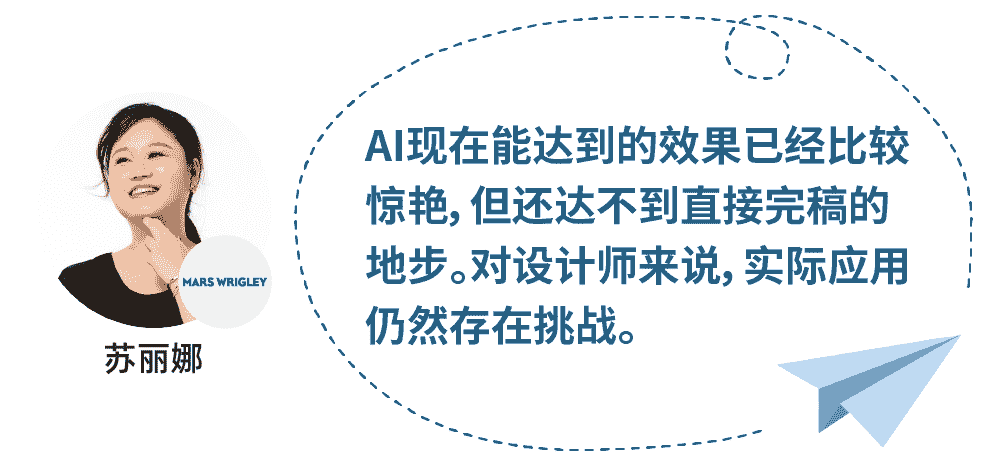 AI现在能达到的效果已经比较
惊艳，但还达不到直接完稿的
地步。对设计师来说，实际应用
仍然存在挑战。
MARS WRIGLEY
苏丽娜